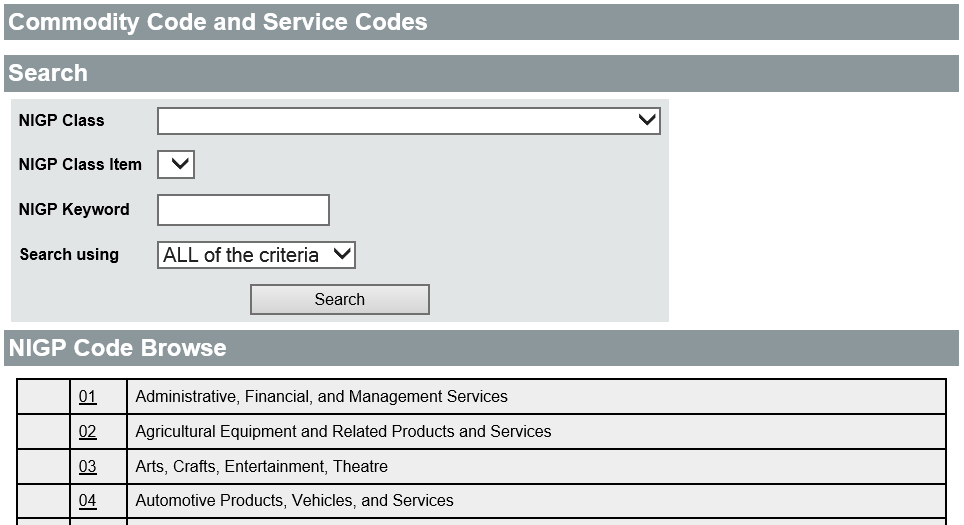 Commodity Code and Service Codes
Search
NIGP Class
NIGP Class Item
NIGP Keyword
Search using ALL of the criteria
Search
NIGP Code Browse
01 Administrative, Financial, and Management Services
02 Agricultural Equipment and Related Products and Services
03 Arts, Crafts, Entertainment, Theatre
04 Automotive Products, Vehicles, and Services